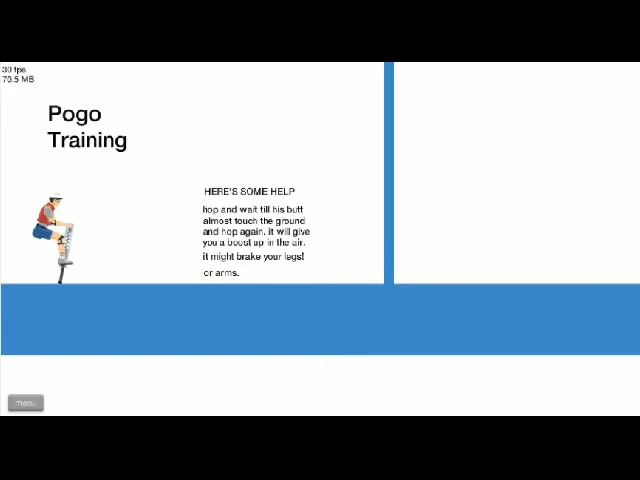 30 fps
70.5 MB
Pogo
Training
HERE'S SOME HELP
hop and wait till his butt
almost touch the ground
and hop again. it will give
you a boost up in the air.
it might brake your legs!
or arms.
menu